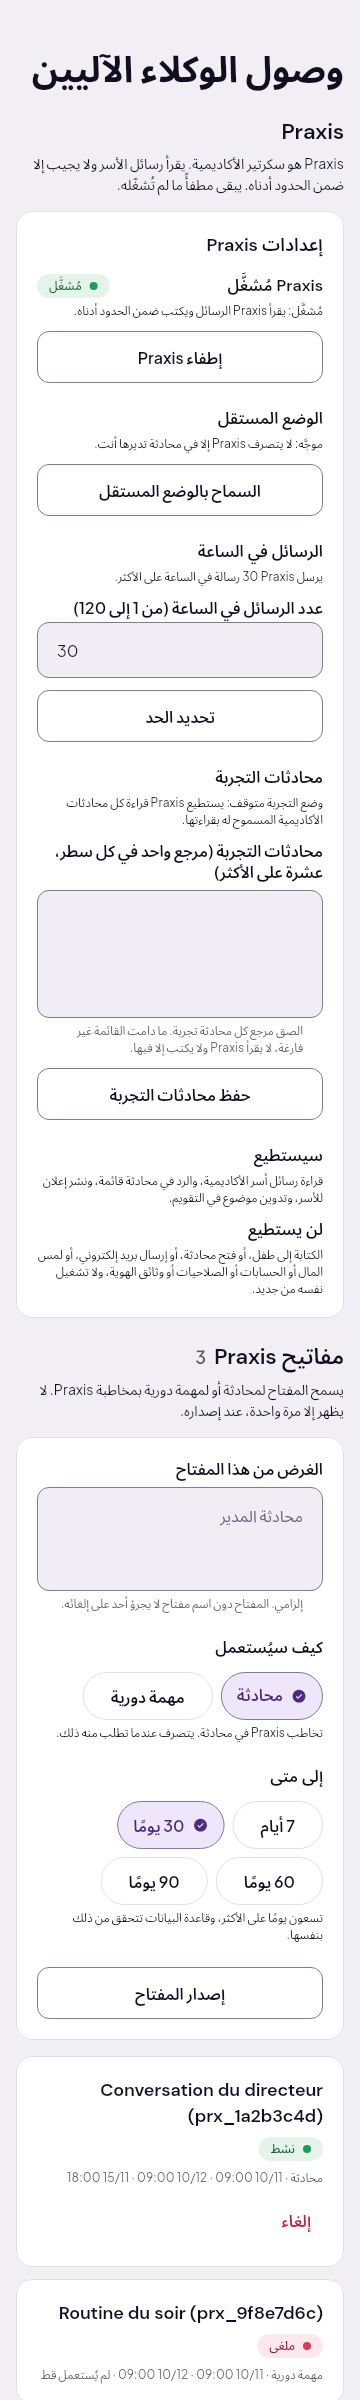 وصول الوكلاء الآليين
Praxis
Praxis هو سكرتير الأكاديمية. يقرأ رسائل الأسر ولا يجيب إلا
ضمن الحدود أدناه. يبقى مطفأً ما لم تُشغّله.
إعدادات Praxis
Praxis مُشغَّل
مُشغَّل
مُشغَّل: يقرأ Praxis الرسائل ويكتب ضمن الحدود أدناه.
إطفاء Praxis
الوضع المستقل
موجَّه: لا يتصرف Praxis إلا في محادثة تديرها أنت.
السماح بالوضع المستقل
الرسائل في الساعة
يرسل Praxis 30 رسالة في الساعة على الأكثر.
عدد الرسائل في الساعة (من 1 إلى 120)
30
تحديد الحد
محادثات التجربة
وضع التجربة متوقف: يستطيع Praxis قراءة كل محادثات
الأكاديمية المسموح له بقراءتها.
محادثات التجربة (مرجع واحد في كل سطر،
عشرة على الأكثر)
الصق مرجع كل محادثة تجربة. ما دامت القائمة غير
فارغة، لا يقرأ Praxis ولا يكتب إلا فيها.
حفظ محادثات التجربة
سيستطيع
قراءة رسائل أسر الأكاديمية، والرد في محادثة قائمة، ونشر إعلان
للأسر، وتدوين موضوع في التقويم.
لن يستطيع
الكتابة إلى طفل، أو فتح محادثة، أو إرسال بريد إلكتروني، أو لمس
المال أو الحسابات أو الصلاحيات أو وثائق الهوية، ولا تشغيل
نفسه من جديد.
مفاتيح Praxis 3
يسمح المفتاح لمحادثة أو لمهمة دورية بمخاطبة Praxis. لا
يظهر إلا مرة واحدة، عند إصداره.
الغرض من هذا المفتاح
محادثة المدير
إلزامي. المفتاح دون اسم مفتاح لا يجرؤ أحد على إلغائه.
كيف سيُستعمل
محادثة
مهمة دورية
تخاطب Praxis في محادثة. يتصرف عندما تطلب منه ذلك.
إلى متى
7 أيام
30 يومًا
60 يومًا
90 يومًا
تسعون يومًا على الأكثر، وقاعدة البيانات تتحقق من ذلك
بنفسها.
إصدار المفتاح
Conversation du directeur
(prx_1a2b3c4d)
نشط
محادثة · 10/11 09:00 · 10/12 09:00 · 15/11 18:00
إلغاء
Routine du soir (prx_9f8e7d6c)
ملغى
مهمة دورية · 10/11 09:00 · 10/12 09:00 · لم يُستعمل قط